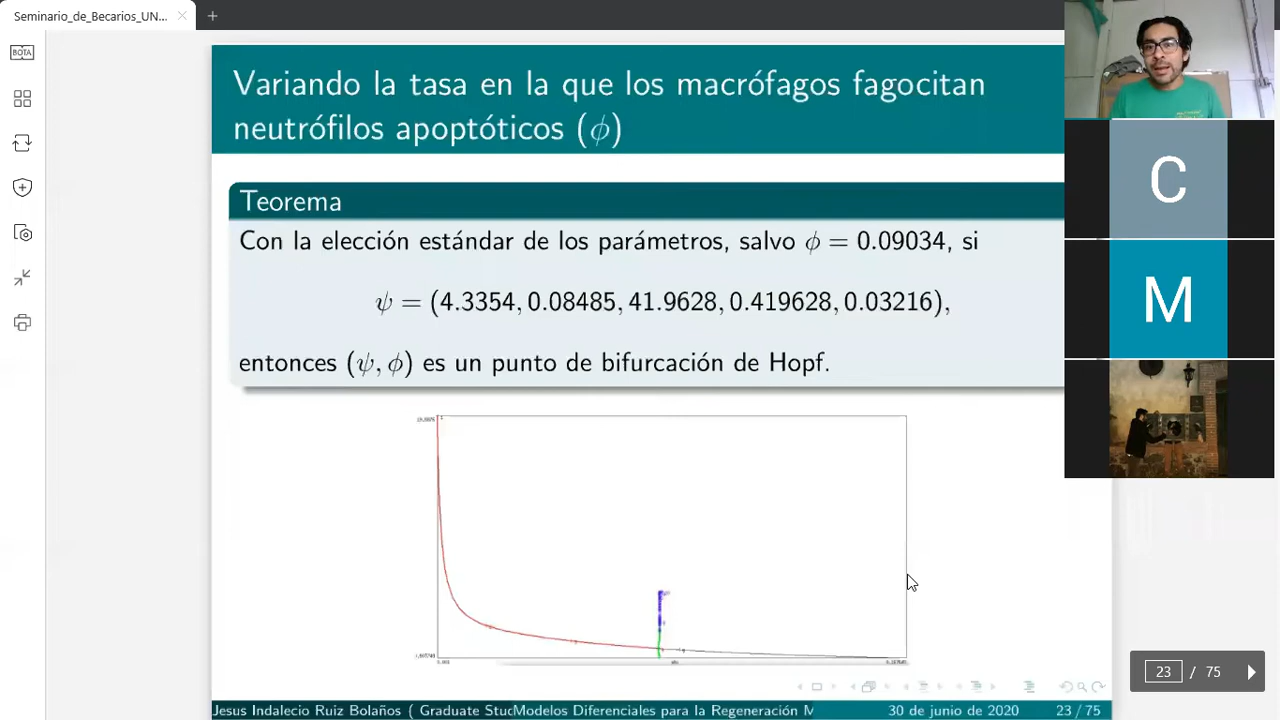 Seminario_de_Becarios_UN...
BOTA
Variando la tasa en la que los macrófagos fagocitan
neutrófilos apoptóticos (ϕ)
Teorema
Con la elección estándar de los parámetros, salvo ϕ = 0.09034, si
ψ = (4.3354, 0.08485, 41.9628, 0.419628, 0.03216),
entonces (ψ, ϕ) es un punto de bifurcación de Hopf.
C
M
23 / 75
Jesus Indalecio Ruiz Bolaños ( Graduate Stud
Modelos Diferenciales para la Regeneración M
30 de junio de 2020
23 / 75